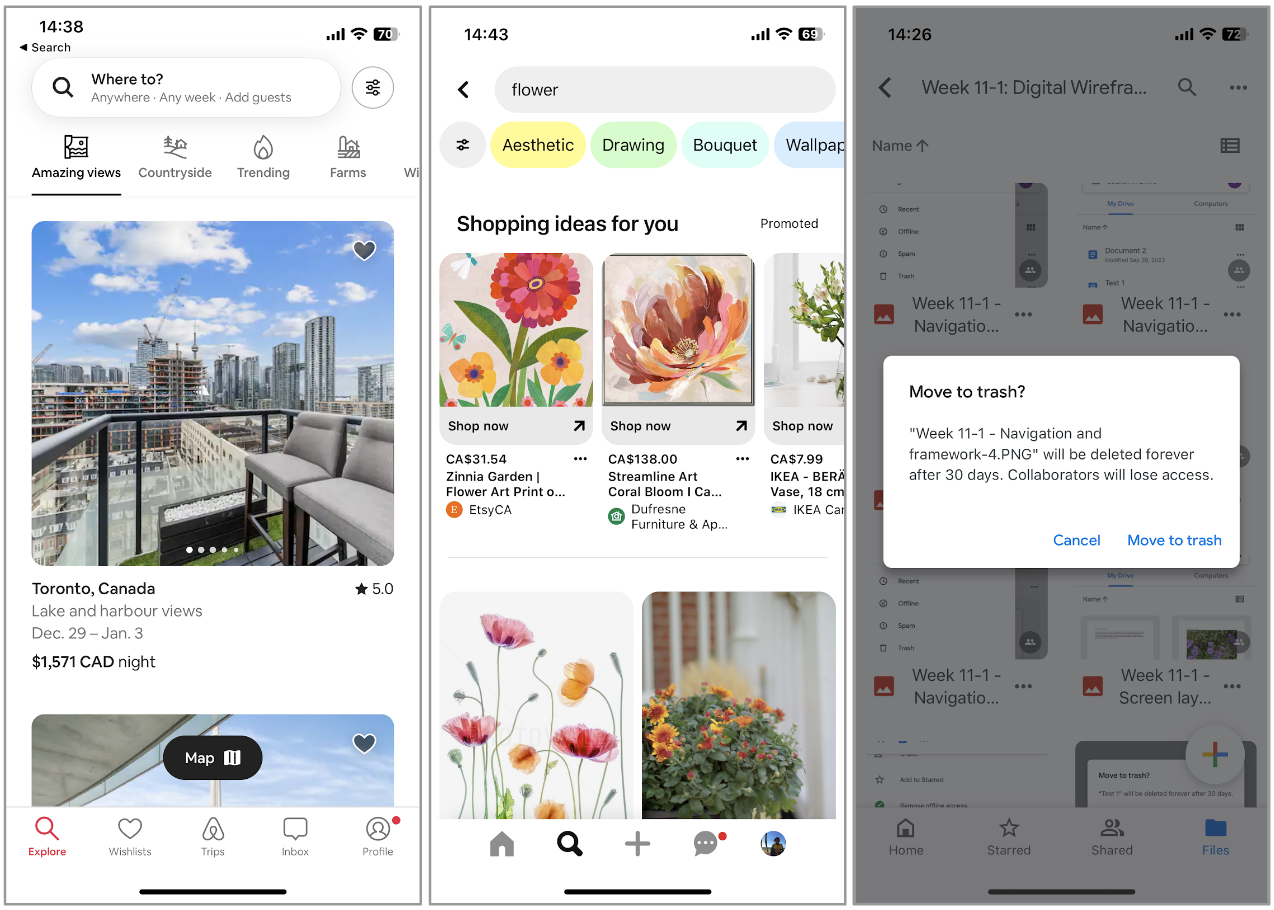 14:38
70
◀ Search
Where to?
Anywhere · Any week · Add guests
Amazing views
Countryside
Trending
Farms
Wi
Toronto, Canada
★ 5.0
Lake and harbour views
Dec. 29 – Jan. 3
$1,571 CAD night
Map
Explore
Wishlists
Trips
Inbox
Profile
14:43
69
flower
Aesthetic
Drawing
Bouquet
Wallpap
Shopping ideas for you
Promoted
Shop now
Shop now
Shop now
CA$31.54
Zinnia Garden |
Flower Art Print o...
E
EtsyCA
CA$138.00
Streamline Art
Coral Bloom I Ca...
Dufresne
Furniture & Ap...
CA$7.99
IKEA - BERÄ
Vase, 18 cm
IKEA Car
14:26
72
Week 11-1: Digital Wirefra...
Name ↑
Recent
Offline
Spam
Trash
My Drive
Computers
Name ↑
Document 2
Modified Sep 28, 2023
Test 1
Week 11-1 -
Navigatio...
Week 11-1 -
Navigatio...
Move to trash?
"Week 11-1 - Navigation and
framework-4.PNG" will be deleted forever
after 30 days. Collaborators will lose access.
Cancel
Move to trash
Recent
Offline
Spam
Trash
My Drive
Computers
Name ↑
Week 11-1 -
Navigatio...
Week 11-1 -
Screen lay...
Add to Starred
Remove offline access
Move to trash?
"Test 1" will be deleted forever after 30 days.
Home
Starred
Shared
Files